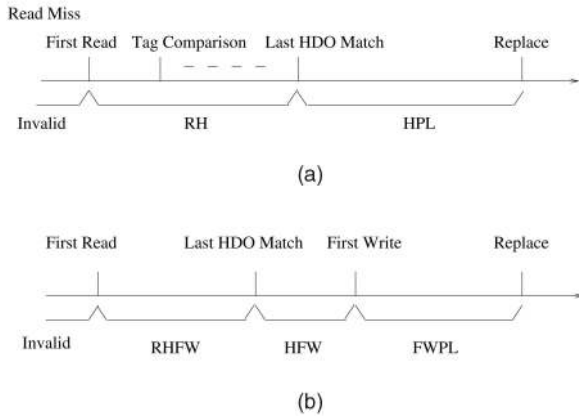 Read Miss
First Read Tag Comparison Last HDO Match Replace
Invalid RH HPL
(a)
First Read Last HDO Match First Write Replace
Invalid RHFW HFW FWPL
(b)